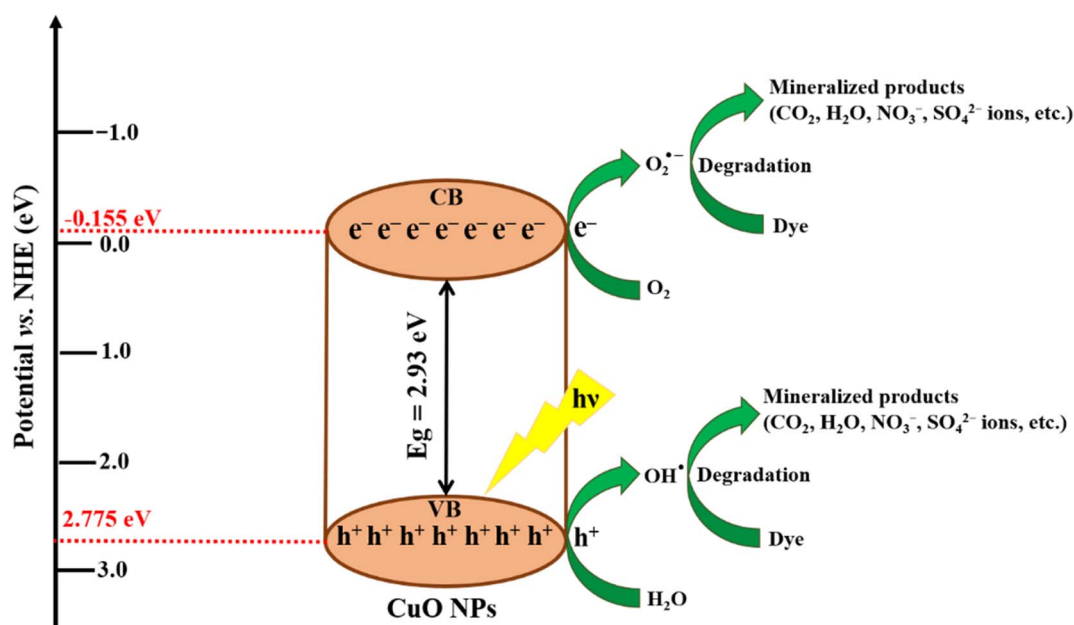 Potential vs. NHE (eV)
−1.0
0.0
1.0
2.0
3.0
-0.155 eV
2.775 eV
CB
e⁻ e⁻ e⁻ e⁻ e⁻ e⁻ e⁻
e⁻
Eg = 2.93 eV
hν
VB
h⁺ h⁺ h⁺ h⁺ h⁺ h⁺ h⁺
h⁺
CuO NPs
Mineralized products
(CO₂, H₂O, NO₃⁻, SO₄²⁻ ions, etc.)
O₂•⁻
Degradation
Dye
O₂
Mineralized products
(CO₂, H₂O, NO₃⁻, SO₄²⁻ ions, etc.)
OH•
Degradation
Dye
H₂O